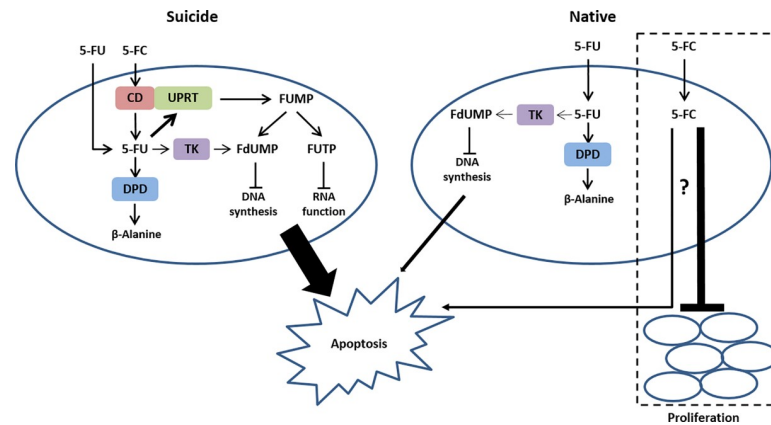 Suicide
5-FU 5-FC
CD UPRT FUMP
5-FU TK FdUMP FUTP
DPD
DNA
synthesis
RNA
function
β-Alanine
Native
5-FU 5-FC
FdUMP TK 5-FU 5-FC
DNA
synthesis
DPD
?
β-Alanine
Apoptosis
Proliferation